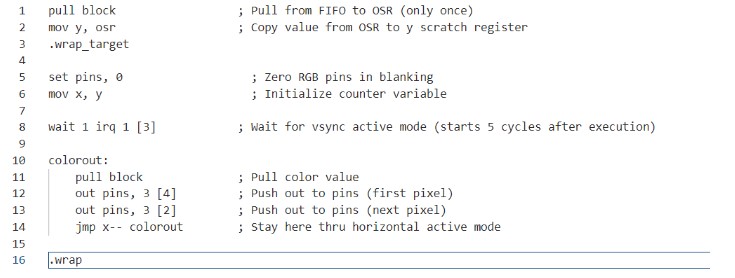 1 pull block ; Pull from FIFO to OSR (only once)
2 mov y, osr ; Copy value from OSR to y scratch register
3 .wrap_target
4
5 set pins, 0 ; Zero RGB pins in blanking
6 mov x, y ; Initialize counter variable
7
8 wait 1 irq 1 [3] ; Wait for vsync active mode (starts 5 cycles after execution)
9
10 colorout:
11 pull block ; Pull color value
12 out pins, 3 [4] ; Push out to pins (first pixel)
13 out pins, 3 [2] ; Push out to pins (next pixel)
14 jmp x-- colorout ; Stay here thru horizontal active mode
15
16 .wrap